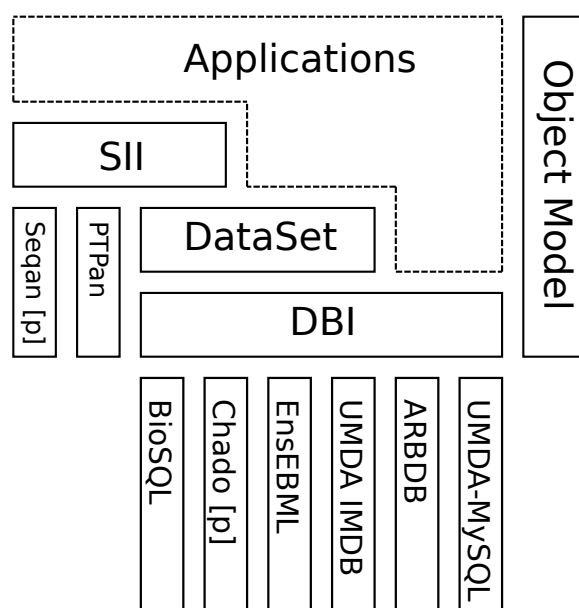 Applications
Object Model
SII
Seqan [p]
PTPan
DataSet
DBI
BioSQL
Chado [p]
EnsEBML
UMDA IMDB
ARBDB
UMDA-MySQL